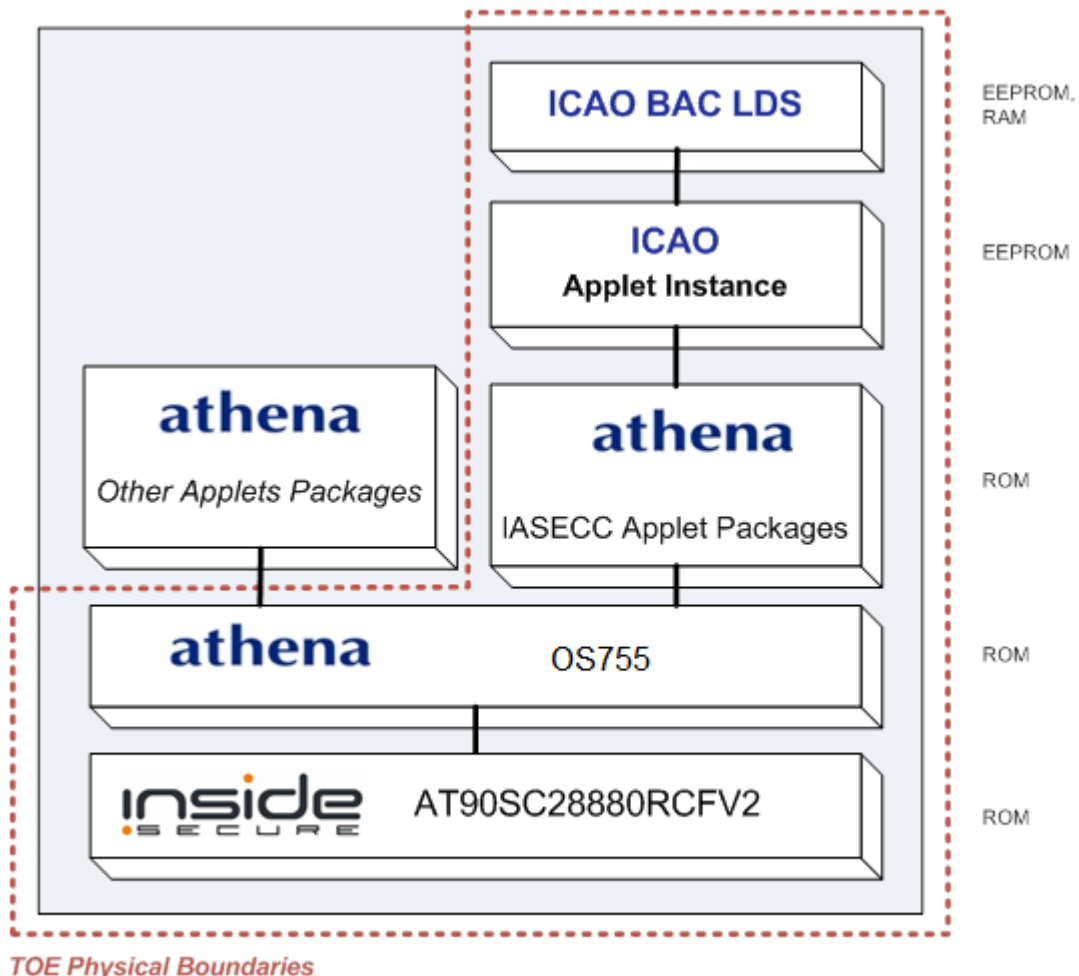 ICAO BAC LDS
EEPROM,
RAM
ICAO
Applet Instance
EEPROM
athena
Other Applets Packages
athena
IASECC Applet Packages
ROM
athena OS755
ROM
inside
SECURE
AT90SC28880RCFV2
ROM
TOE Physical Boundaries